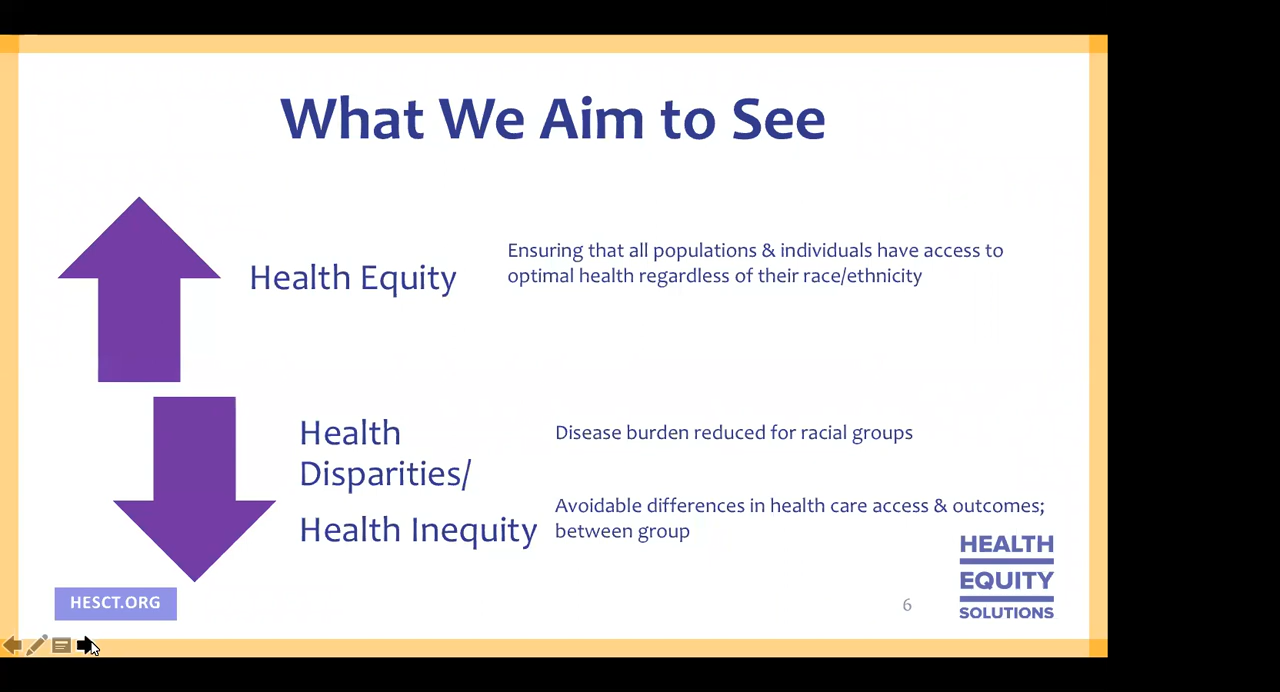 What We Aim to See
Health Equity
Ensuring that all populations & individuals have access to
optimal health regardless of their race/ethnicity
Health
Disparities/
Disease burden reduced for racial groups
Health Inequity
Avoidable differences in health care access & outcomes;
between group
HESCT.ORG
6
HEALTH
EQUITY
SOLUTIONS